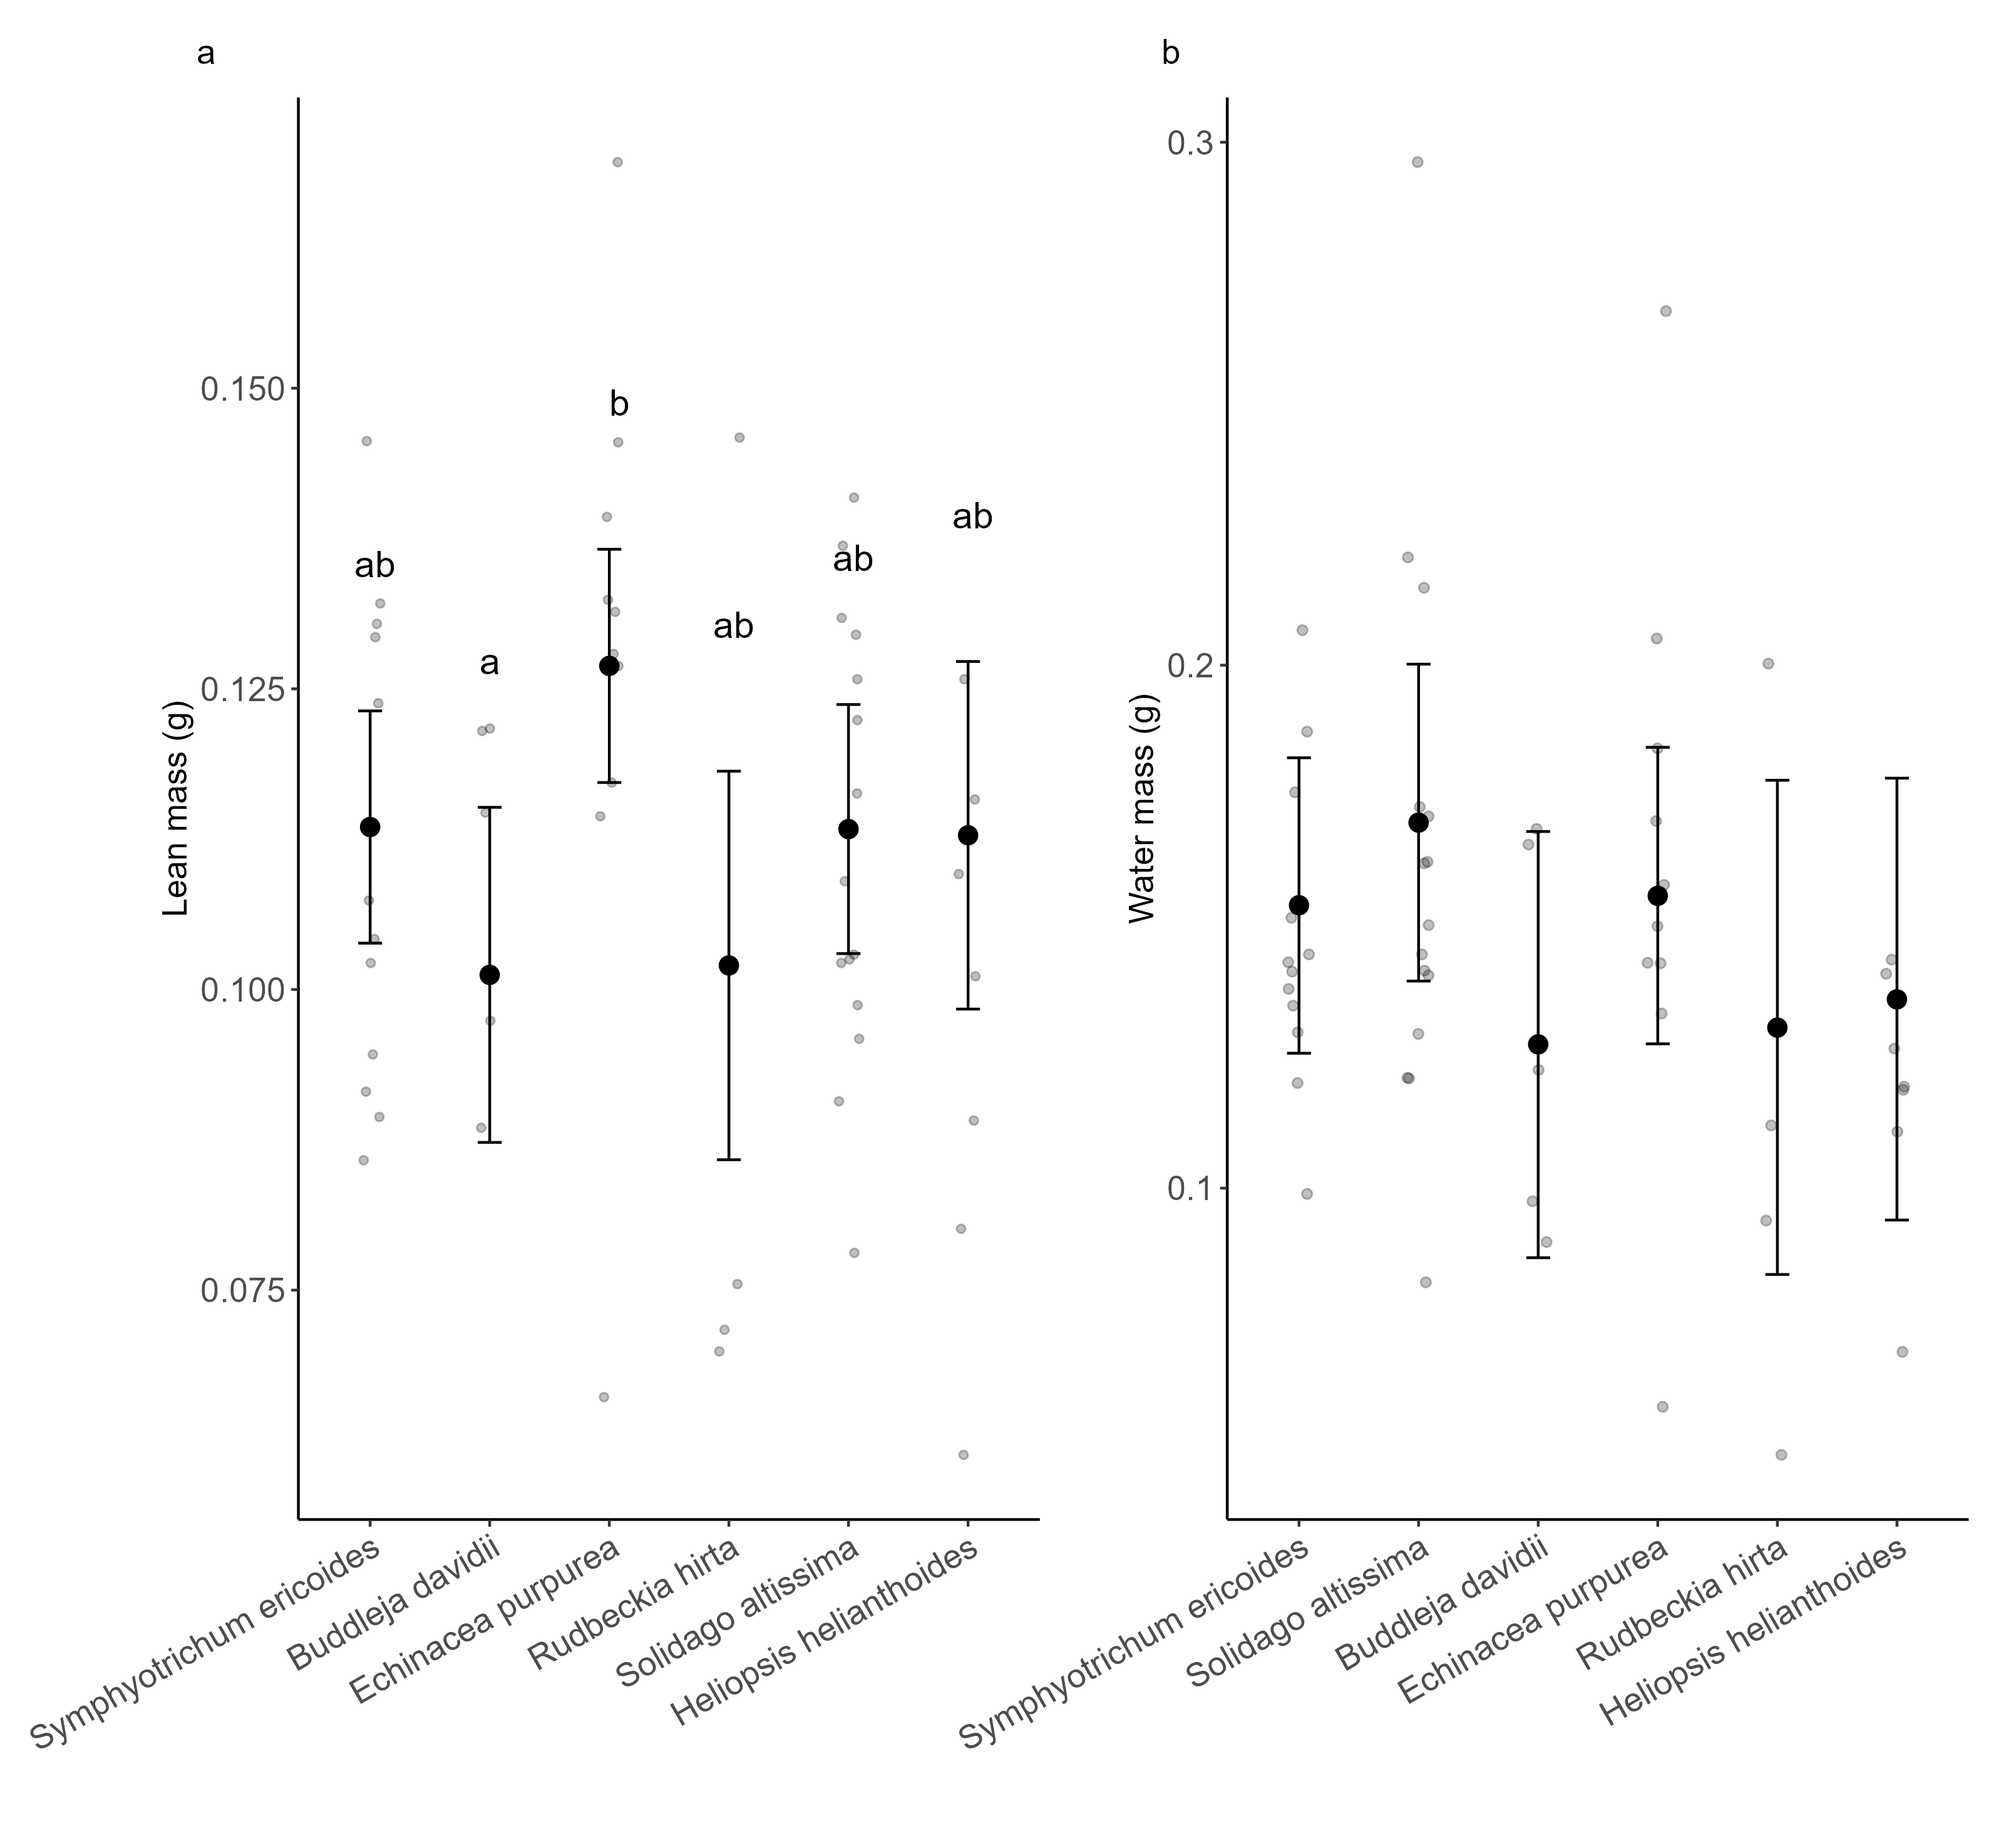 a
Lean mass (g)
0.150
0.125
0.100
0.075
ab
a
b
ab
ab
ab
Symphyotrichum ericoides
Buddleja davidii
Echinacea purpurea
Rudbeckia hirta
Solidago altissima
Heliopsis helianthoides
b
Water mass (g)
0.3
0.2
0.1
Symphyotrichum ericoides
Solidago altissima
Buddleja davidii
Echinacea purpurea
Rudbeckia hirta
Heliopsis helianthoides